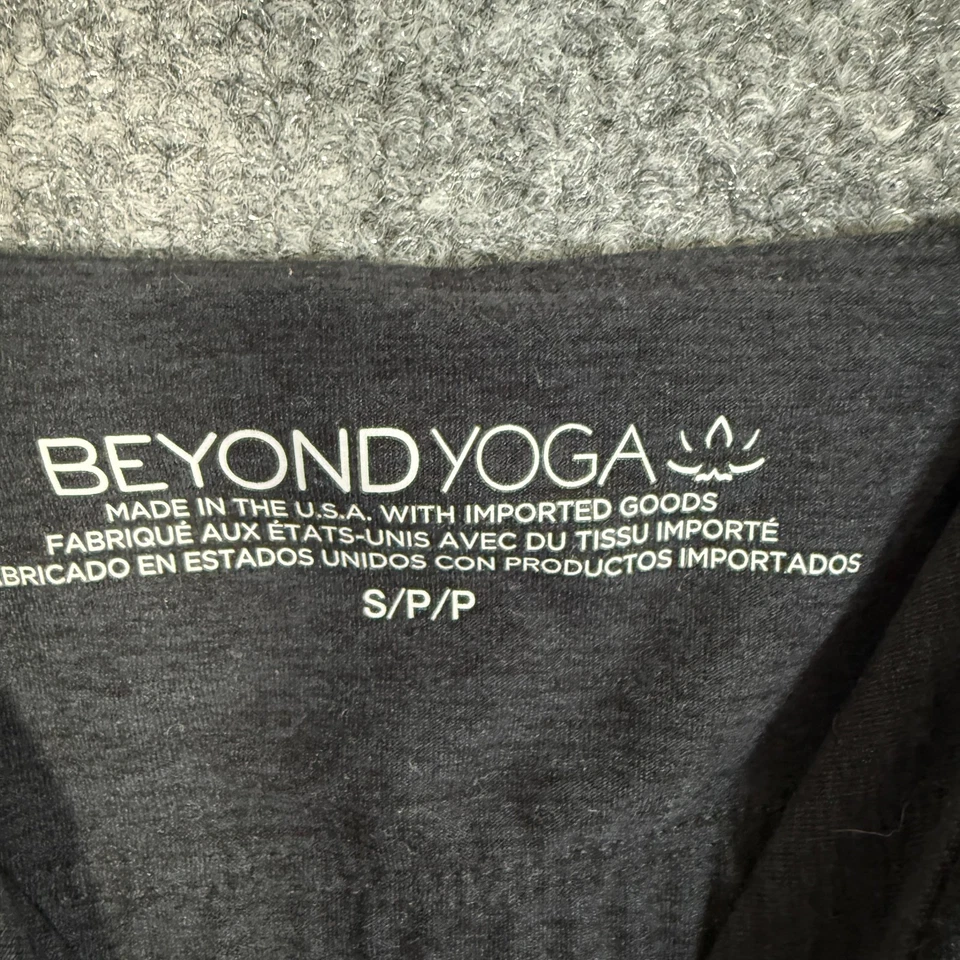 BEYOND YOGA
MADE IN THE U.S.A. WITH IMPORTED GOODS
FABRIQUÉ AUX ÉTATS-UNIS AVEC DU TISSU IMPORTÉ
ABRICADO EN ESTADOS UNIDOS CON PRODUCTOS IMPORTADOS
S/P/P